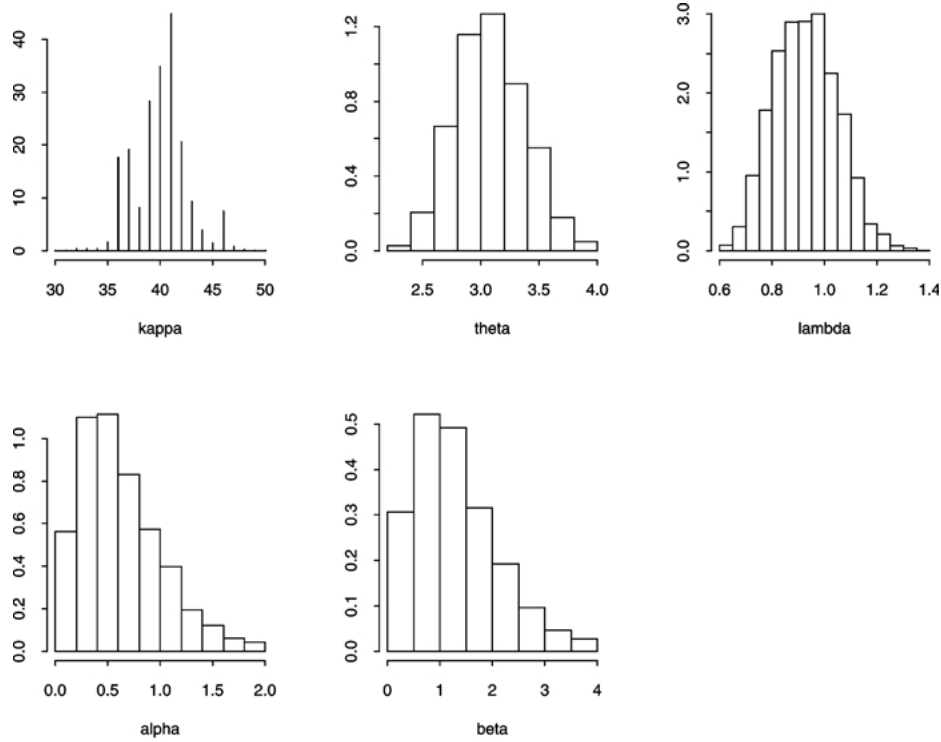 0 10 20 30 40
30 35 40 45 50
kappa
0.0 0.4 0.8 1.2
2.5 3.0 3.5 4.0
theta
0.0 1.0 2.0 3.0
0.6 0.8 1.0 1.2 1.4
lambda
0.0 0.2 0.4 0.6 0.8 1.0
0.0 0.5 1.0 1.5 2.0
alpha
0.0 0.1 0.2 0.3 0.4 0.5
0 1 2 3 4
beta